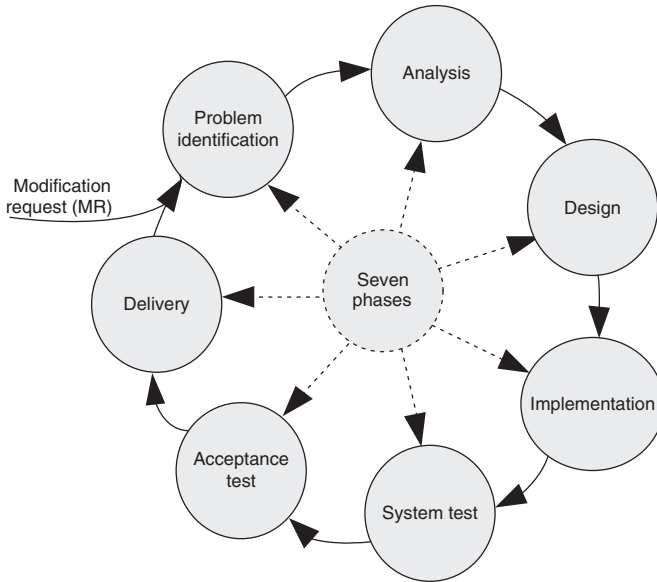 Analysis
Problem
identification
Modification
request (MR)
Design
Seven
phases
Delivery
Implementation
Acceptance
test
System test